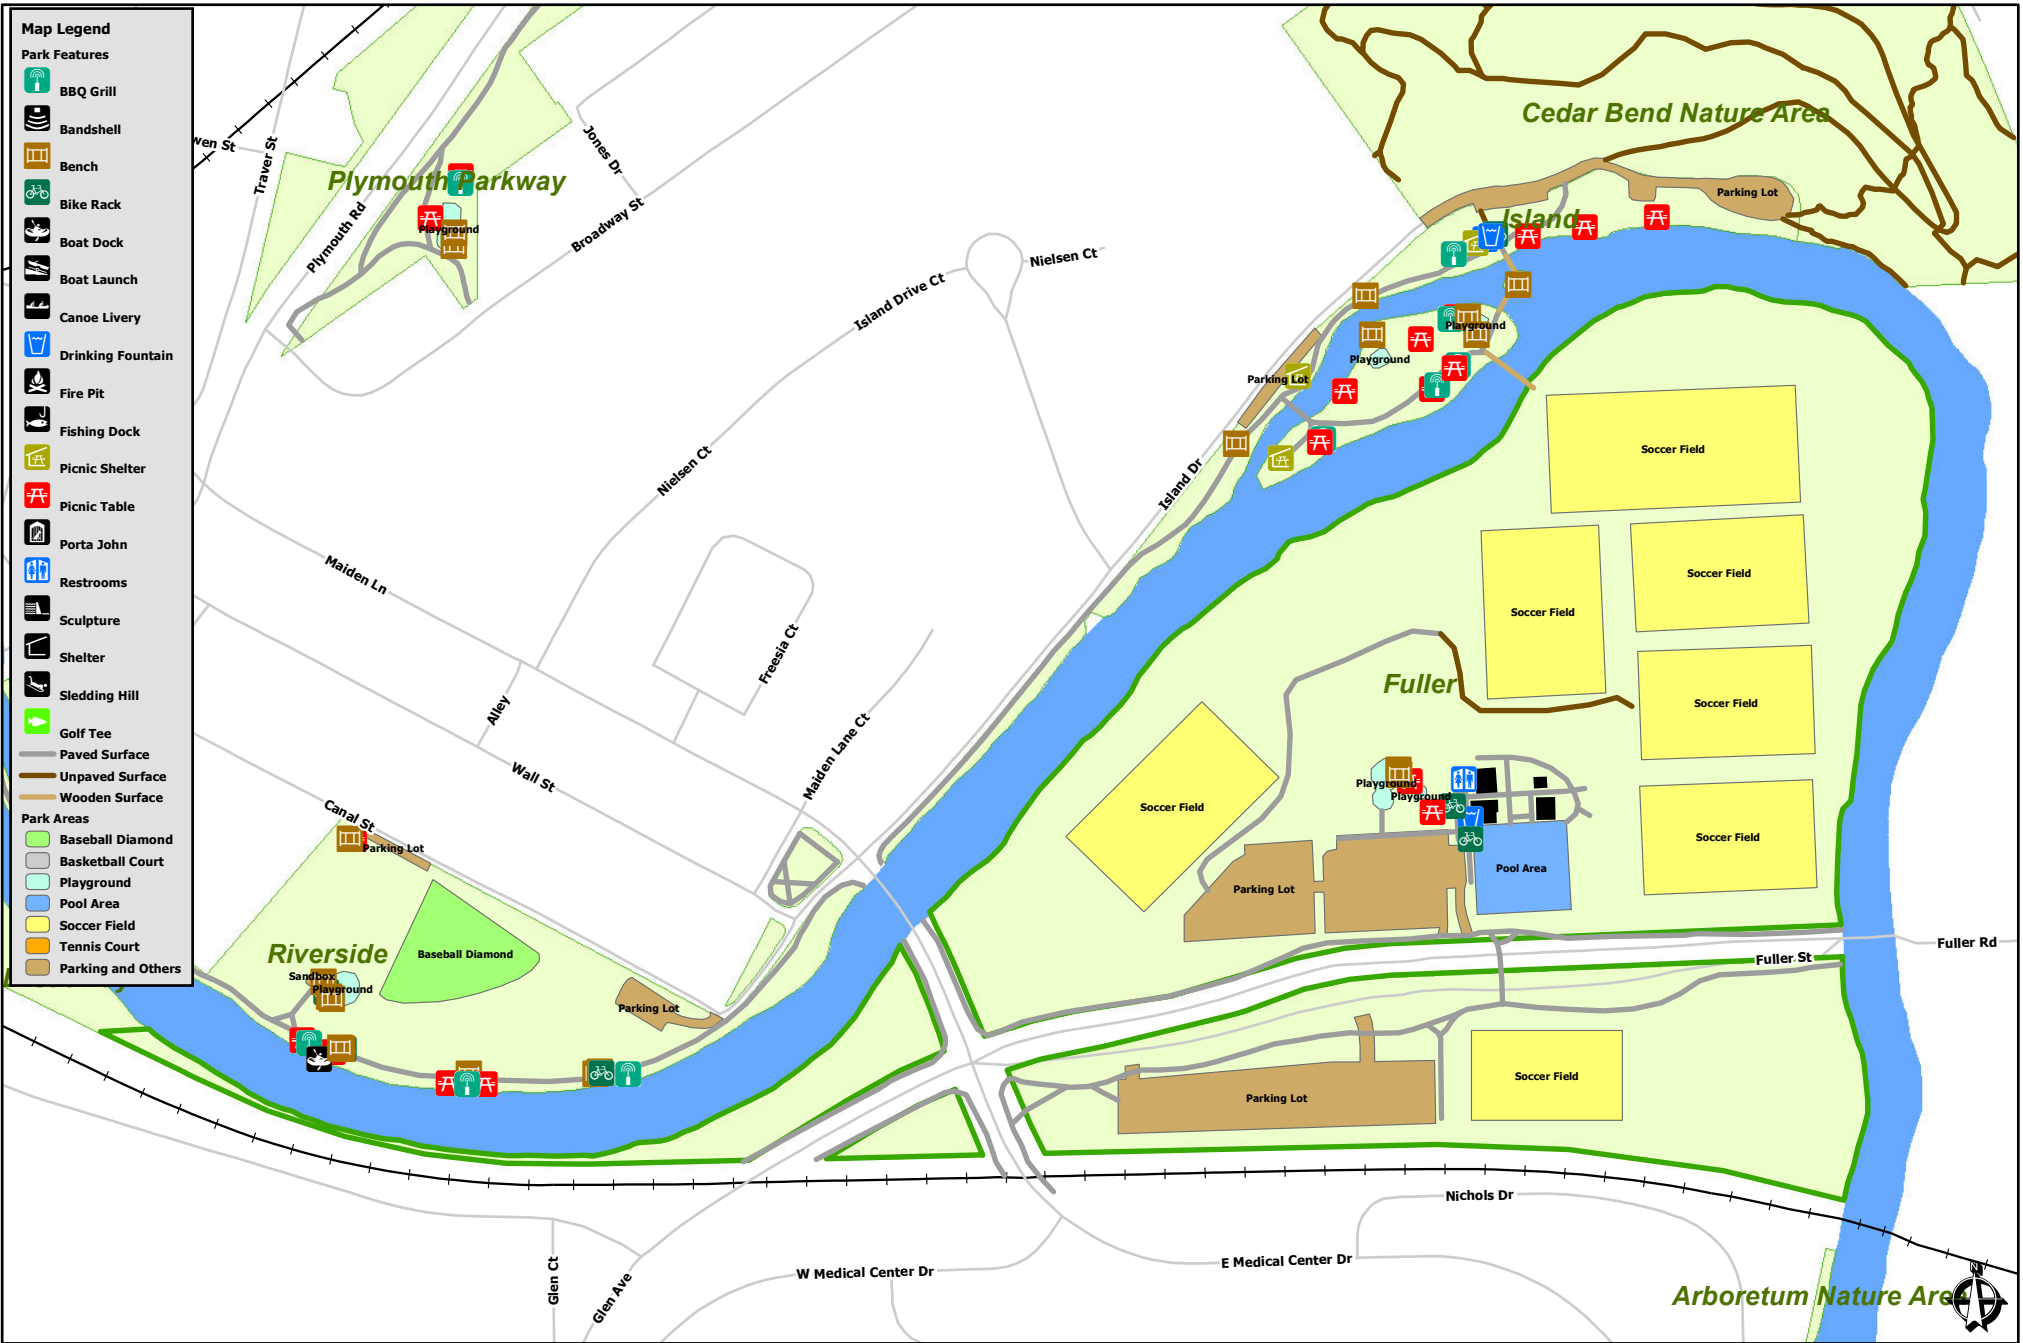 Map Legend
Park Features
BBQ Grill
Bandshell
Bench
Bike Rack
Boat Dock
Boat Launch
Canoe Livery
Drinking Fountain
Fire Pit
Fishing Dock
Picnic Shelter
Picnic Table
Porta John
Restrooms
Sculpture
Shelter
Sledding Hill
Golf Tee
Paved Surface
Unpaved Surface
Wooden Surface
Park Areas
Baseball Diamond
Basketball Court
Playground
Pool Area
Soccer Field
Tennis Court
Parking and Others
wen St
Traver St
Plymouth Rd
Plymouth Parkway
Playground
Jones Dr
Broadway St
Island Drive Ct
Nielsen Ct
Nielsen Ct
Cedar Bend Nature Area
Parking Lot
Island
Playground
Playground
Parking Lot
Island Dr
Soccer Field
Soccer Field
Soccer Field
Soccer Field
Soccer Field
Soccer Field
Fuller
Playground
Playground
Pool Area
Parking Lot
Maiden Ln
Freesia Ct
Alley
Wall St
Maiden Lane Ct
Canal St
Parking Lot
Riverside
Baseball Diamond
Sandbox
Playground
Parking Lot
Fuller Rd
Fuller St
Soccer Field
Parking Lot
Nichols Dr
E Medical Center Dr
W Medical Center Dr
Glen Ct
Glen Ave
Arboretum Nature Area
N